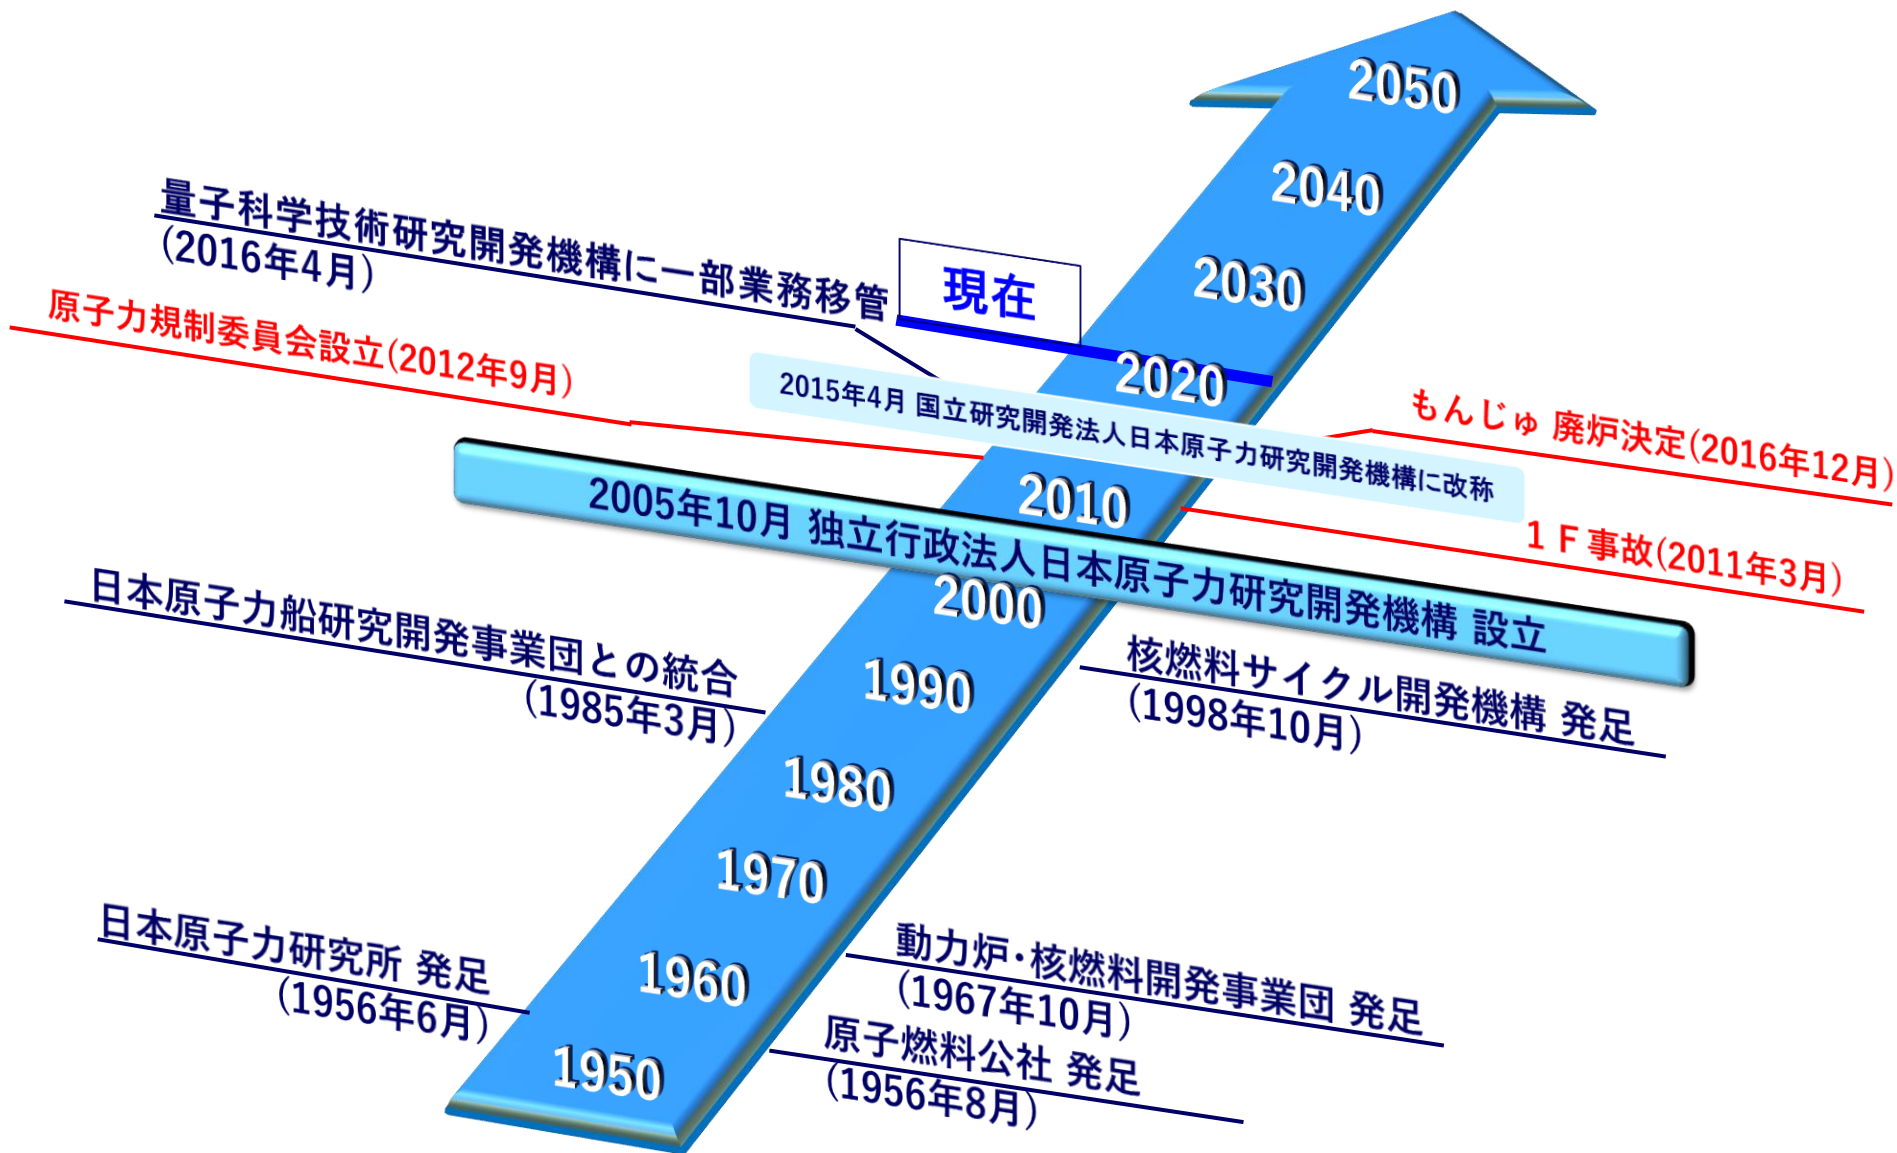 2050
2040
2030
2020
2010
2000
1990
1980
1970
1960
1950
現在
量子科学技術研究開発機構に一部業務移管
(2016年4月)
原子力規制委員会設立(2012年9月)
2015年4月 国立研究開発法人日本原子力研究開発機構に改称
もんじゅ 廃炉決定(2016年12月)
1F事故(2011年3月)
2005年10月 独立行政法人日本原子力研究開発機構 設立
日本原子力船研究開発事業団との統合
(1985年3月)
核燃料サイクル開発機構 発足
(1998年10月)
日本原子力研究所 発足
(1956年6月)
動力炉・核燃料開発事業団 発足
(1967年10月)
原子燃料公社 発足
(1956年8月)